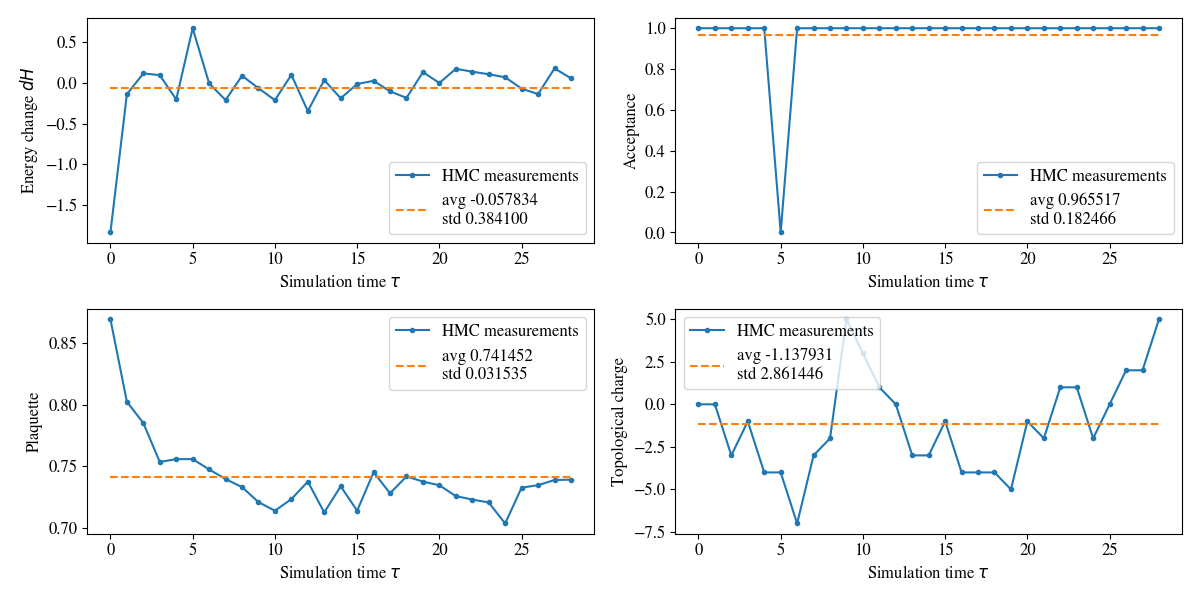 0.5
0.0
−0.5
−1.0
−1.5
Energy change dH
HMC measurements
avg -0.057834
std 0.384100
0 5 10 15 20 25
Simulation time τ
1.0
0.8
0.6
0.4
0.2
0.0
Acceptance
HMC measurements
avg 0.965517
std 0.182466
0 5 10 15 20 25
Simulation time τ
0.85
0.80
0.75
0.70
Plaquette
HMC measurements
avg 0.741452
std 0.031535
0 5 10 15 20 25
Simulation time τ
5.0
2.5
0.0
−2.5
−5.0
−7.5
Topological charge
HMC measurements
avg -1.137931
std 2.861446
0 5 10 15 20 25
Simulation time τ